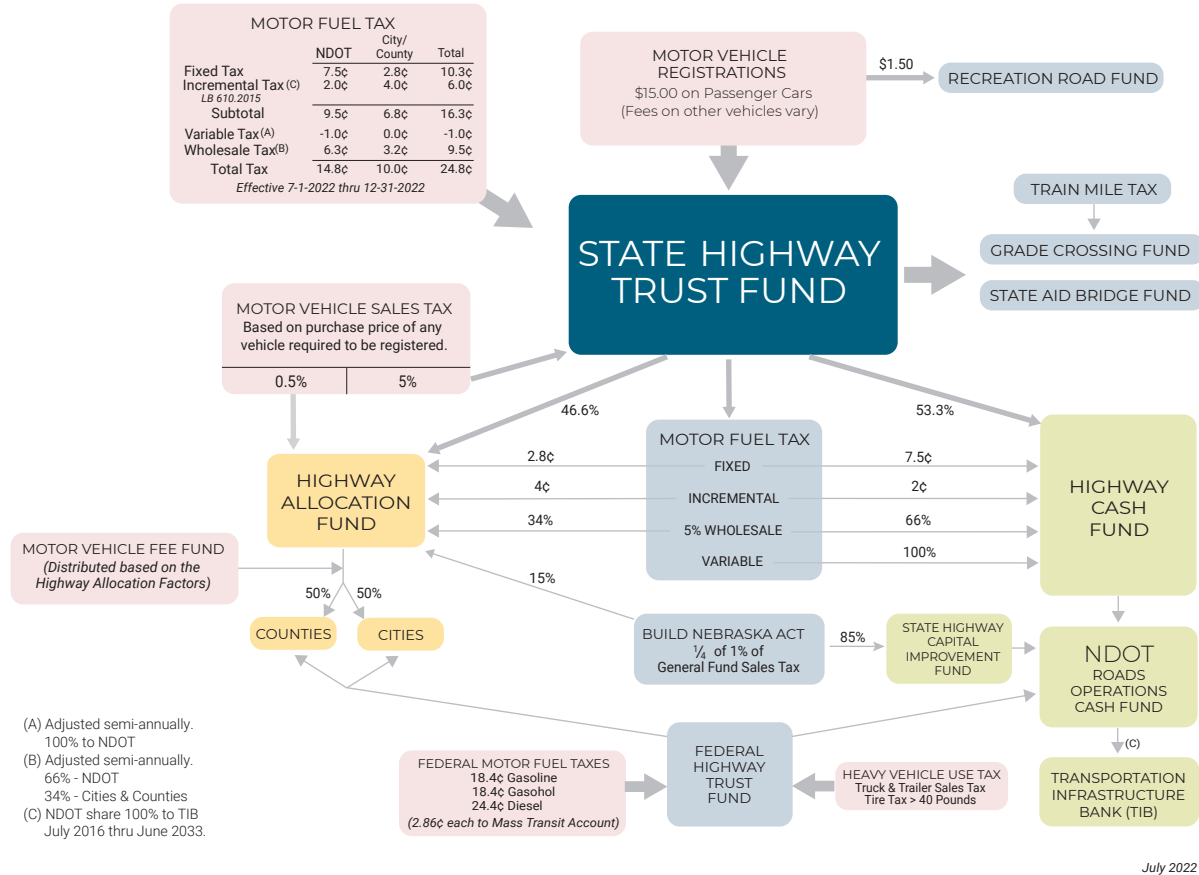 MOTOR FUEL TAX
NDOT City/ County Total
Fixed Tax 7.5¢ 2.8¢ 10.3¢
Incremental Tax (C) 2.0¢ 4.0¢ 6.0¢
LB 610.2015
Subtotal 9.5¢ 6.8¢ 16.3¢
Variable Tax(A) -1.0¢ 0.0¢ -1.0¢
Wholesale Tax(B) 6.3¢ 3.2¢ 9.5¢
Total Tax 14.8¢ 10.0¢ 24.8¢
Effective 7-1-2022 thru 12-31-2022
MOTOR VEHICLE
REGISTRATIONS
$15.00 on Passenger Cars
(Fees on other vehicles vary)
$1.50
RECREATION ROAD FUND
STATE HIGHWAY
TRUST FUND
TRAIN MILE TAX
GRADE CROSSING FUND
STATE AID BRIDGE FUND
MOTOR VEHICLE SALES TAX
Based on purchase price of any
vehicle required to be registered.
0.5% 5%
46.6%
53.3%
HIGHWAY
ALLOCATION
FUND
MOTOR FUEL TAX
2.8¢ FIXED 7.5¢
4¢ INCREMENTAL 2¢
34% 5% WHOLESALE 66%
VARIABLE 100%
HIGHWAY
CASH
FUND
MOTOR VEHICLE FEE FUND
(Distributed based on the
Highway Allocation Factors)
50% 50%
COUNTIES CITIES
15%
BUILD NEBRASKA ACT
¼ of 1% of
General Fund Sales Tax
85%
STATE HIGHWAY
CAPITAL
IMPROVEMENT
FUND
NDOT
ROADS
OPERATIONS
CASH FUND
(C)
TRANSPORTATION
INFRASTRUCTURE
BANK (TIB)
FEDERAL
HIGHWAY
TRUST
FUND
FEDERAL MOTOR FUEL TAXES
18.4¢ Gasoline
18.4¢ Gasohol
24.4¢ Diesel
(2.86¢ each to Mass Transit Account)
HEAVY VEHICLE USE TAX
Truck & Trailer Sales Tax
Tire Tax > 40 Pounds
(A) Adjusted semi-annually.
100% to NDOT
(B) Adjusted semi-annually.
66% - NDOT
34% - Cities & Counties
(C) NDOT share 100% to TIB
July 2016 thru June 2033.
July 2022